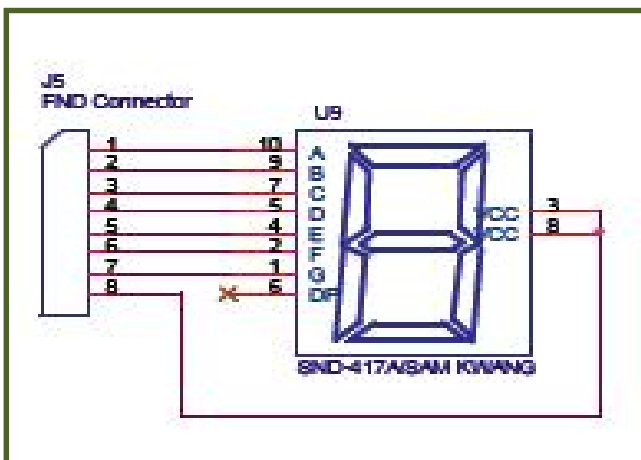 J5
FND Connector
U9
1 10 A
2 9 B
3 7 C
4 5 D VCC 3
5 4 E VCC 8
6 2 F
7 1 G
8 6 DP
SND-417A/SAM KWANG